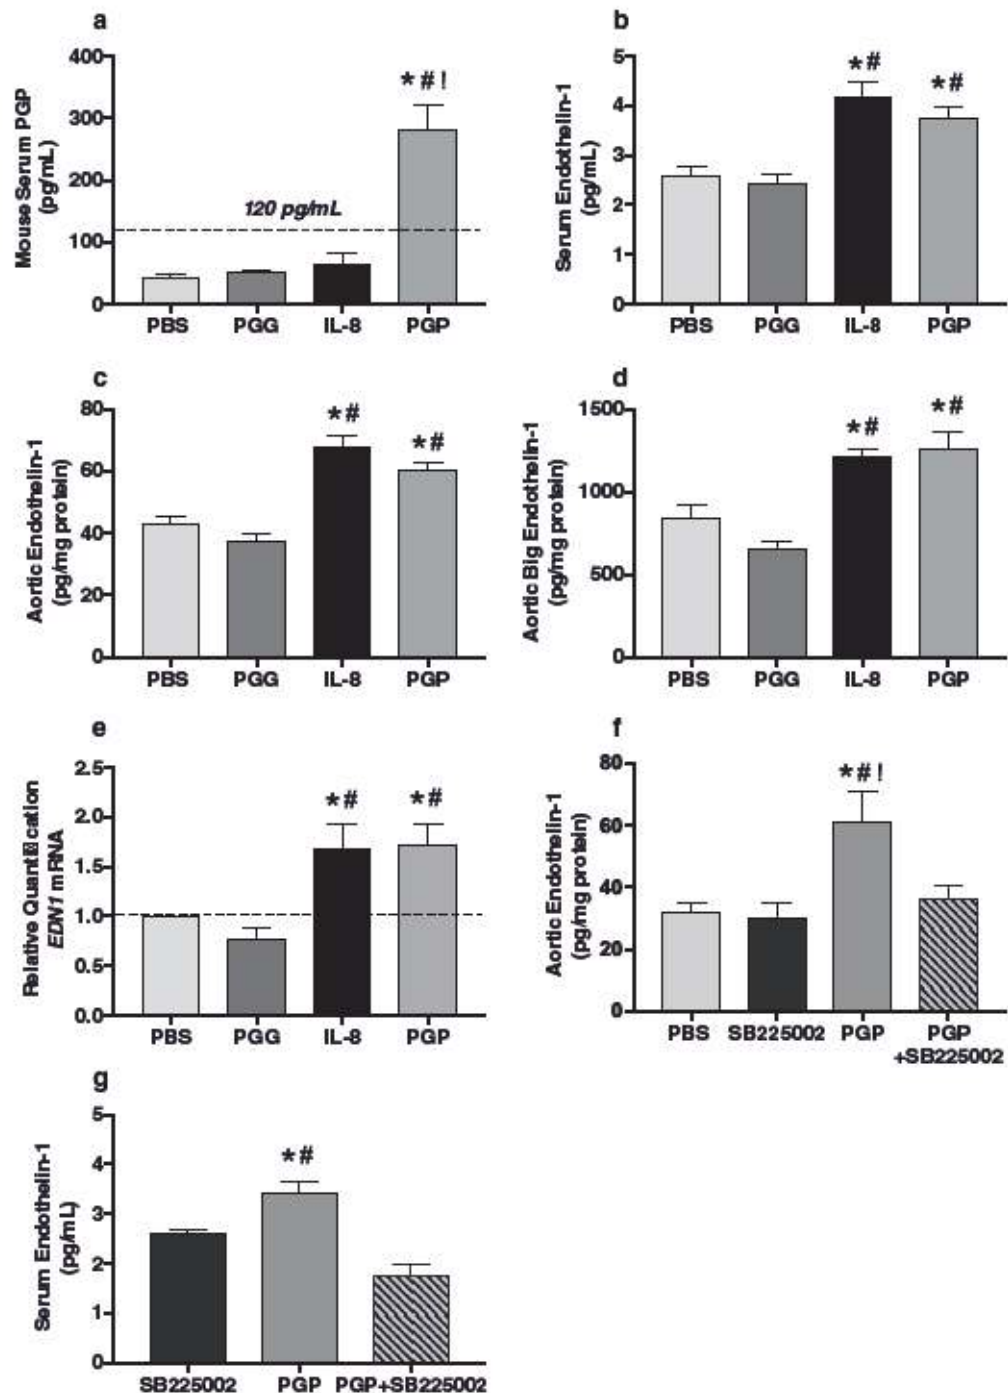 a
Mouse Serum PGP
(pg/mL)
400
300
200
100
0
*#!
120 pg/mL
PBS PGG IL-8 PGP
b
Serum Endothelin-1
(pg/mL)
5
4
3
2
1
0
*# *#
PBS PGG IL-8 PGP
c
Aortic Endothelin-1
(pg/mg protein)
80
60
40
20
0
*# *#
PBS PGG IL-8 PGP
d
Aortic Big Endothelin-1
(pg/mg protein)
1500
1000
500
0
*# *#
PBS PGG IL-8 PGP
e
Relative Quantification
EDN1 mRNA
2.5
2.0
1.5
1.0
0.5
0.0
*# *#
PBS PGG IL-8 PGP
f
Aortic Endothelin-1
(pg/mg protein)
80
60
40
20
0
*#!
PBS SB225002 PGP PGP
+SB225002
g
Serum Endothelin-1
(pg/mL)
5
4
3
2
1
0
*#
SB225002 PGP PGP+SB225002